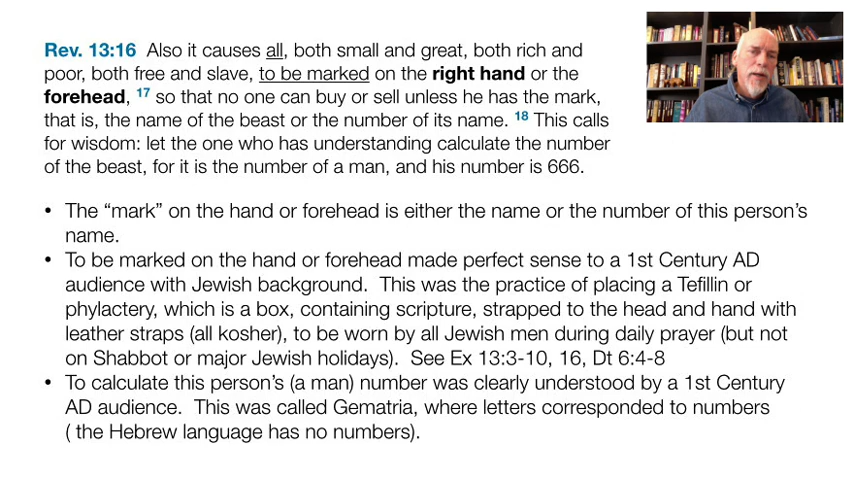 Rev. 13:16 Also it causes all, both small and great, both rich and
poor, both free and slave, to be marked on the right hand or the
forehead, 17 so that no one can buy or sell unless he has the mark,
that is, the name of the beast or the number of its name. 18 This calls
for wisdom: let the one who has understanding calculate the number
of the beast, for it is the number of a man, and his number is 666.
• The “mark” on the hand or forehead is either the name or the number of this person’s
name.
• To be marked on the hand or forehead made perfect sense to a 1st Century AD
audience with Jewish background. This was the practice of placing a Tefillin or
phylactery, which is a box, containing scripture, strapped to the head and hand with
leather straps (all kosher), to be worn by all Jewish men during daily prayer (but not
on Shabbot or major Jewish holidays). See Ex 13:3-10, 16, Dt 6:4-8
• To calculate this person’s (a man) number was clearly understood by a 1st Century
AD audience. This was called Gematria, where letters corresponded to numbers
( the Hebrew language has no numbers).